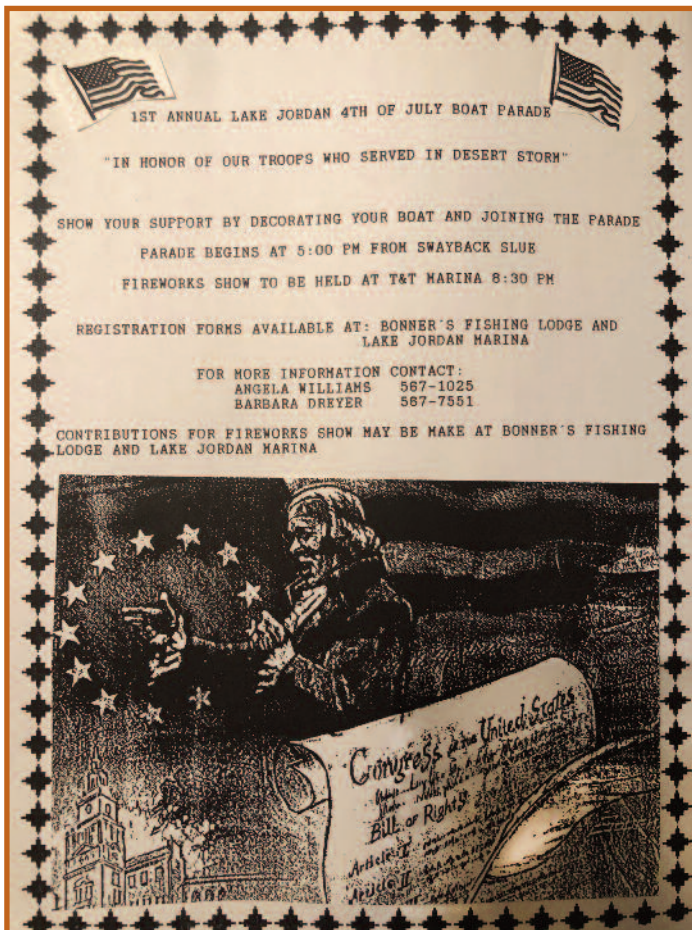 1ST ANNUAL LAKE JORDAN 4TH OF JULY BOAT PARADE
"IN HONOR OF OUR TROOPS WHO SERVED IN DESERT STORM"
SHOW YOUR SUPPORT BY DECORATING YOUR BOAT AND JOINING THE PARADE
PARADE BEGINS AT 5:00 PM FROM SWAYBACK SLUE
FIREWORKS SHOW TO BE HELD AT T&T MARINA 8:30 PM
REGISTRATION FORMS AVAILABLE AT: BONNER'S FISHING LODGE AND
LAKE JORDAN MARINA
FOR MORE INFORMATION CONTACT:
ANGELA WILLIAMS 567-1025
BARBARA DREYER 567-7551
CONTRIBUTIONS FOR FIREWORKS SHOW MAY BE MAKE AT BONNER'S FISHING
LODGE AND LAKE JORDAN MARINA
Congress of the United States
Bill of Rights
Article I
Article II